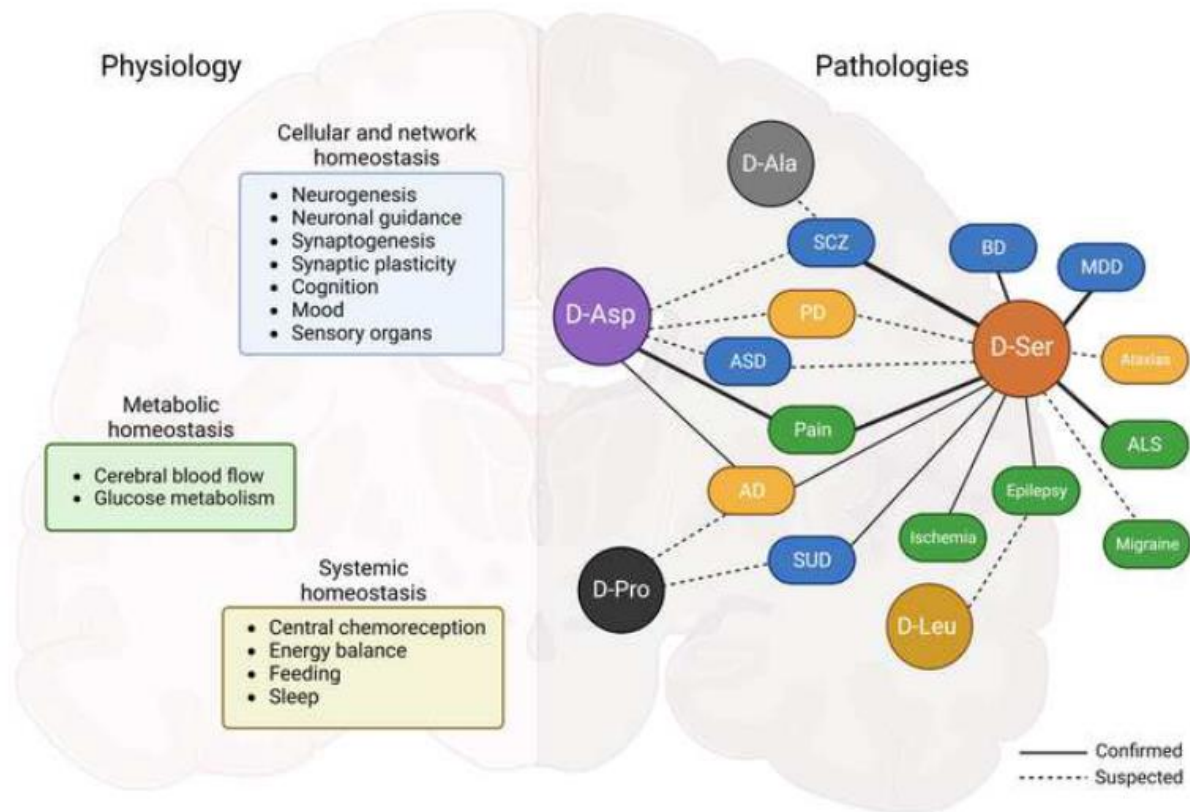 Physiology
Pathologies
Cellular and network
homeostasis
• Neurogenesis
• Neuronal guidance
• Synaptogenesis
• Synaptic plasticity
• Cognition
• Mood
• Sensory organs
Metabolic
homeostasis
• Cerebral blood flow
• Glucose metabolism
Systemic
homeostasis
• Central chemoreception
• Energy balance
• Feeding
• Sleep
D-Ala
SCZ
BD
MDD
D-Asp
PD
D-Ser
ASD
Ataxias
Pain
ALS
AD
Epilepsy
Ischemia
Migraine
SUD
D-Pro
D-Leu
Confirmed
Suspected